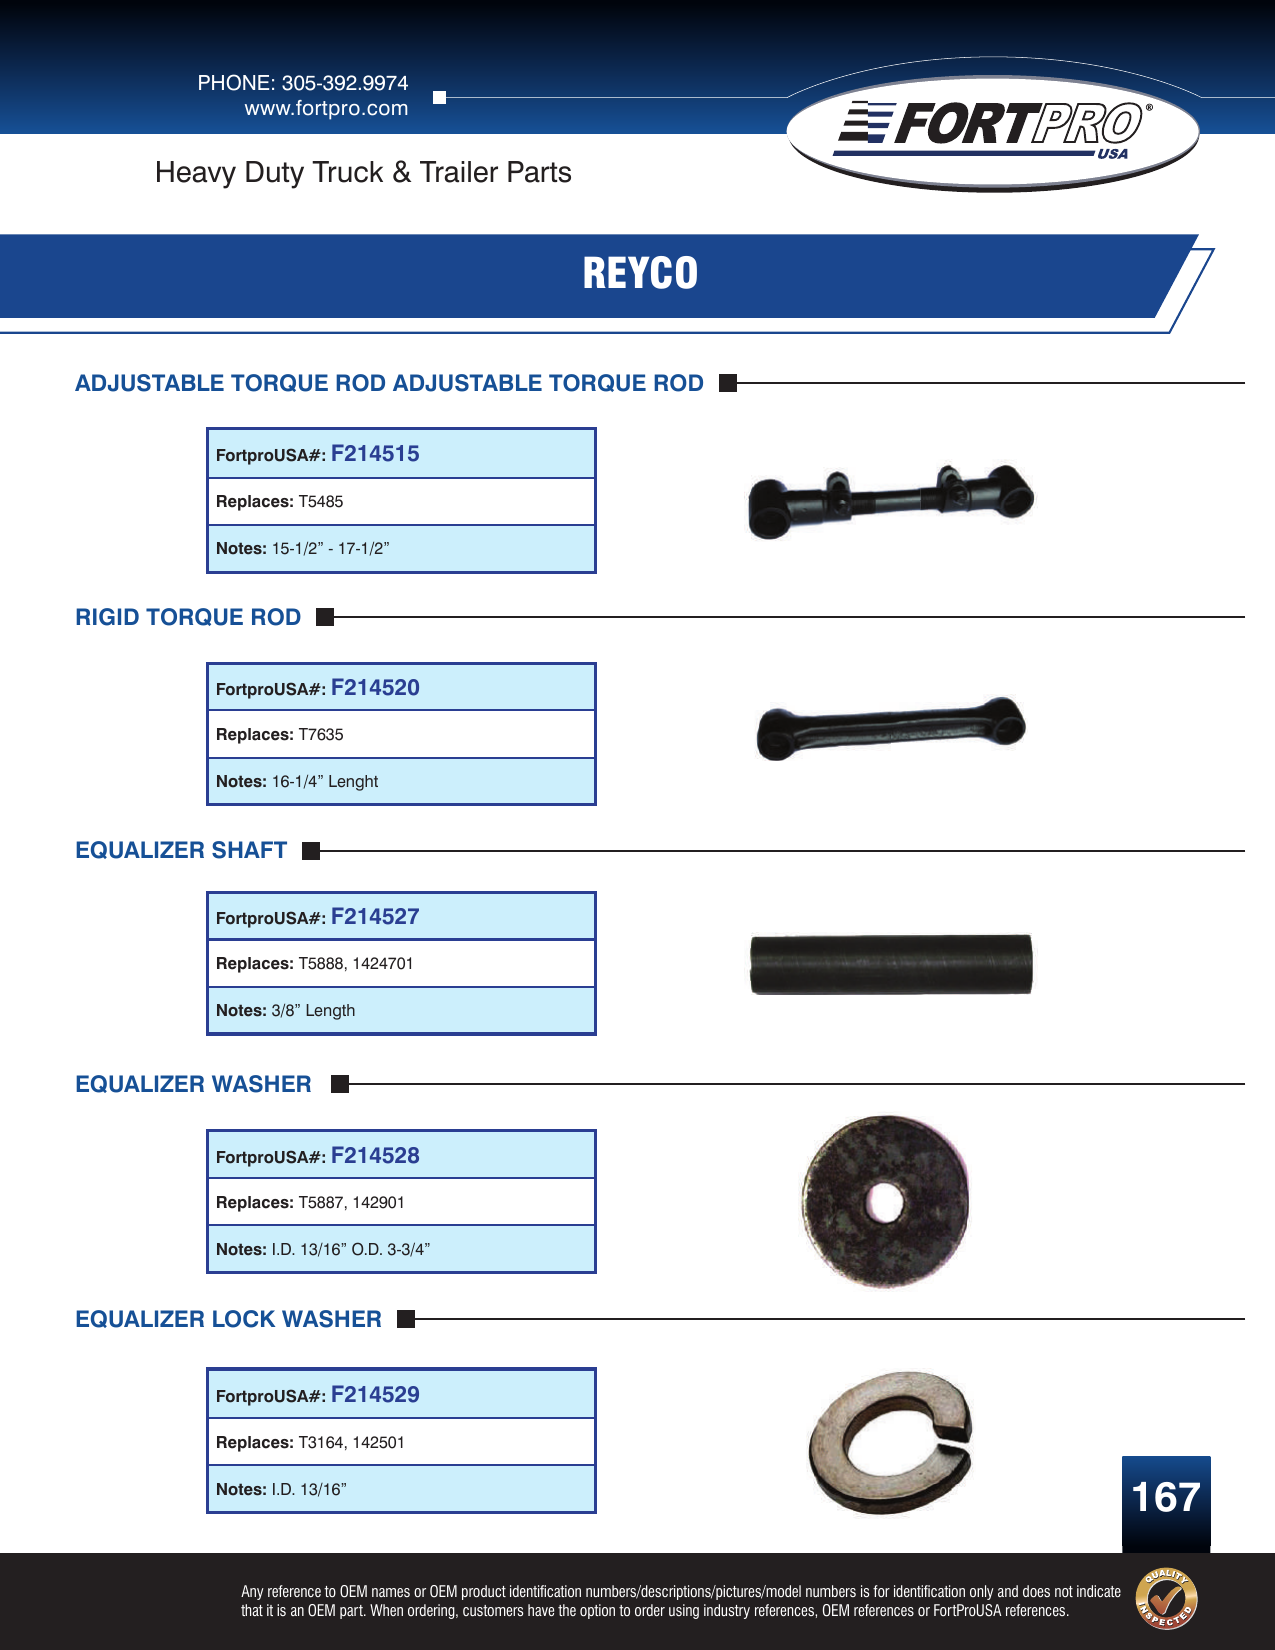 PHONE: 305-392.9974
www.fortpro.com
FORTPRO®
USA
Heavy Duty Truck & Trailer Parts
REYCO
ADJUSTABLE TORQUE ROD ADJUSTABLE TORQUE ROD
FortproUSA#: F214515
Replaces: T5485
Notes: 15-1/2” - 17-1/2”
RIGID TORQUE ROD
FortproUSA#: F214520
Replaces: T7635
Notes: 16-1/4” Lenght
EQUALIZER SHAFT
FortproUSA#: F214527
Replaces: T5888, 1424701
Notes: 3/8” Length
EQUALIZER WASHER
FortproUSA#: F214528
Replaces: T5887, 142901
Notes: I.D. 13/16” O.D. 3-3/4”
EQUALIZER LOCK WASHER
FortproUSA#: F214529
Replaces: T3164, 142501
Notes: I.D. 13/16”
167
Any reference to OEM names or OEM product identification numbers/descriptions/pictures/model numbers is for identification only and does not indicate
that it is an OEM part. When ordering, customers have the option to order using industry references, OEM references or FortProUSA references.
QUALITY
INSPECTED